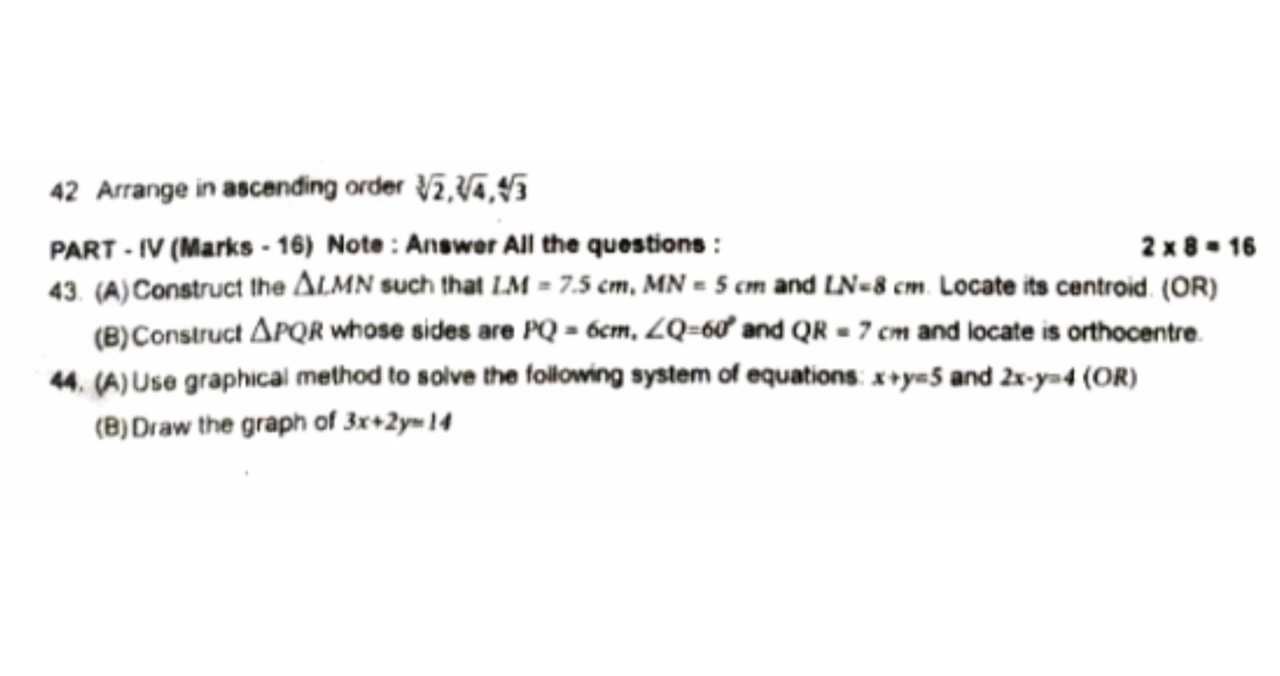 42 Arrange in ascending order ∛2, ²√4, ∜3
PART - IV (Marks - 16) Note : Answer All the questions : 2 x 8 = 16
43. (A) Construct the ΔLMN such that LM = 7.5 cm, MN = 5 cm and LN=8 cm. Locate its centroid. (OR)
(B) Construct ΔPQR whose sides are PQ = 6cm, ∠Q=60° and QR = 7 cm and locate is orthocentre.
44. (A) Use graphical method to solve the following system of equations: x+y=5 and 2x-y=4 (OR)
(B) Draw the graph of 3x+2y=14